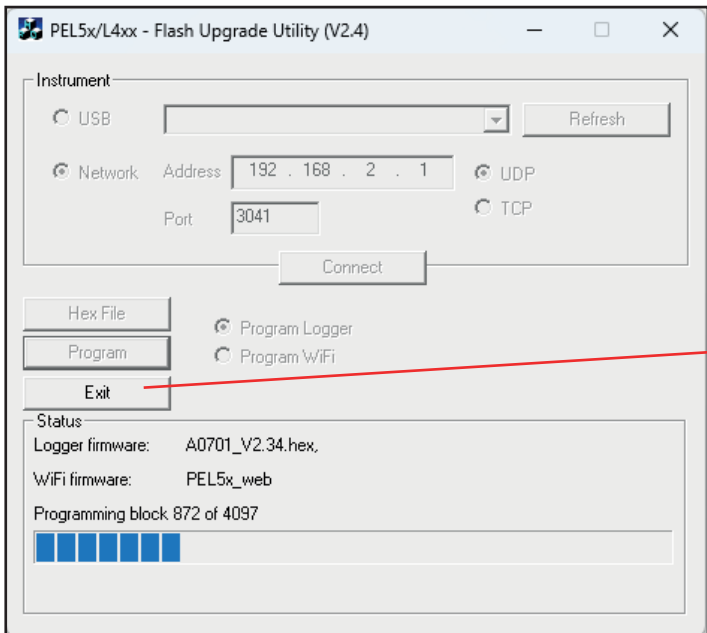 PEL5x/L4xx - Flash Upgrade Utility (V2.4)
Instrument
USB
Refresh
Network Address 192 . 168 . 2 . 1 UDP
Port 3041 TCP
Connect
Hex File
Program Logger
Program
Program WiFi
Exit
Status
Logger firmware: A0701_V2.34.hex,
WiFi firmware: PEL5x_web
Programming block 872 of 4097